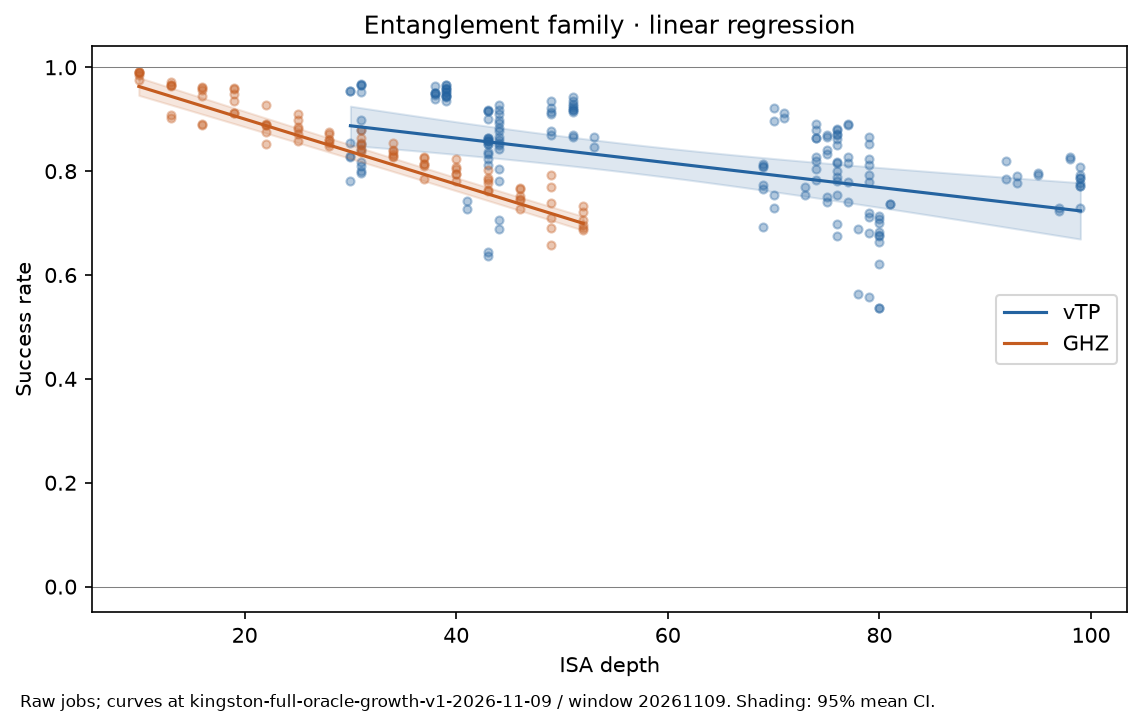 Entanglement family · linear regression
1.0
0.8
0.6
0.4
0.2
0.0
Success rate
vTP
GHZ
20
40
60
80
100
ISA depth
Raw jobs; curves at kingston-full-oracle-growth-v1-2026-11-09 / window 20261109. Shading: 95% mean CI.